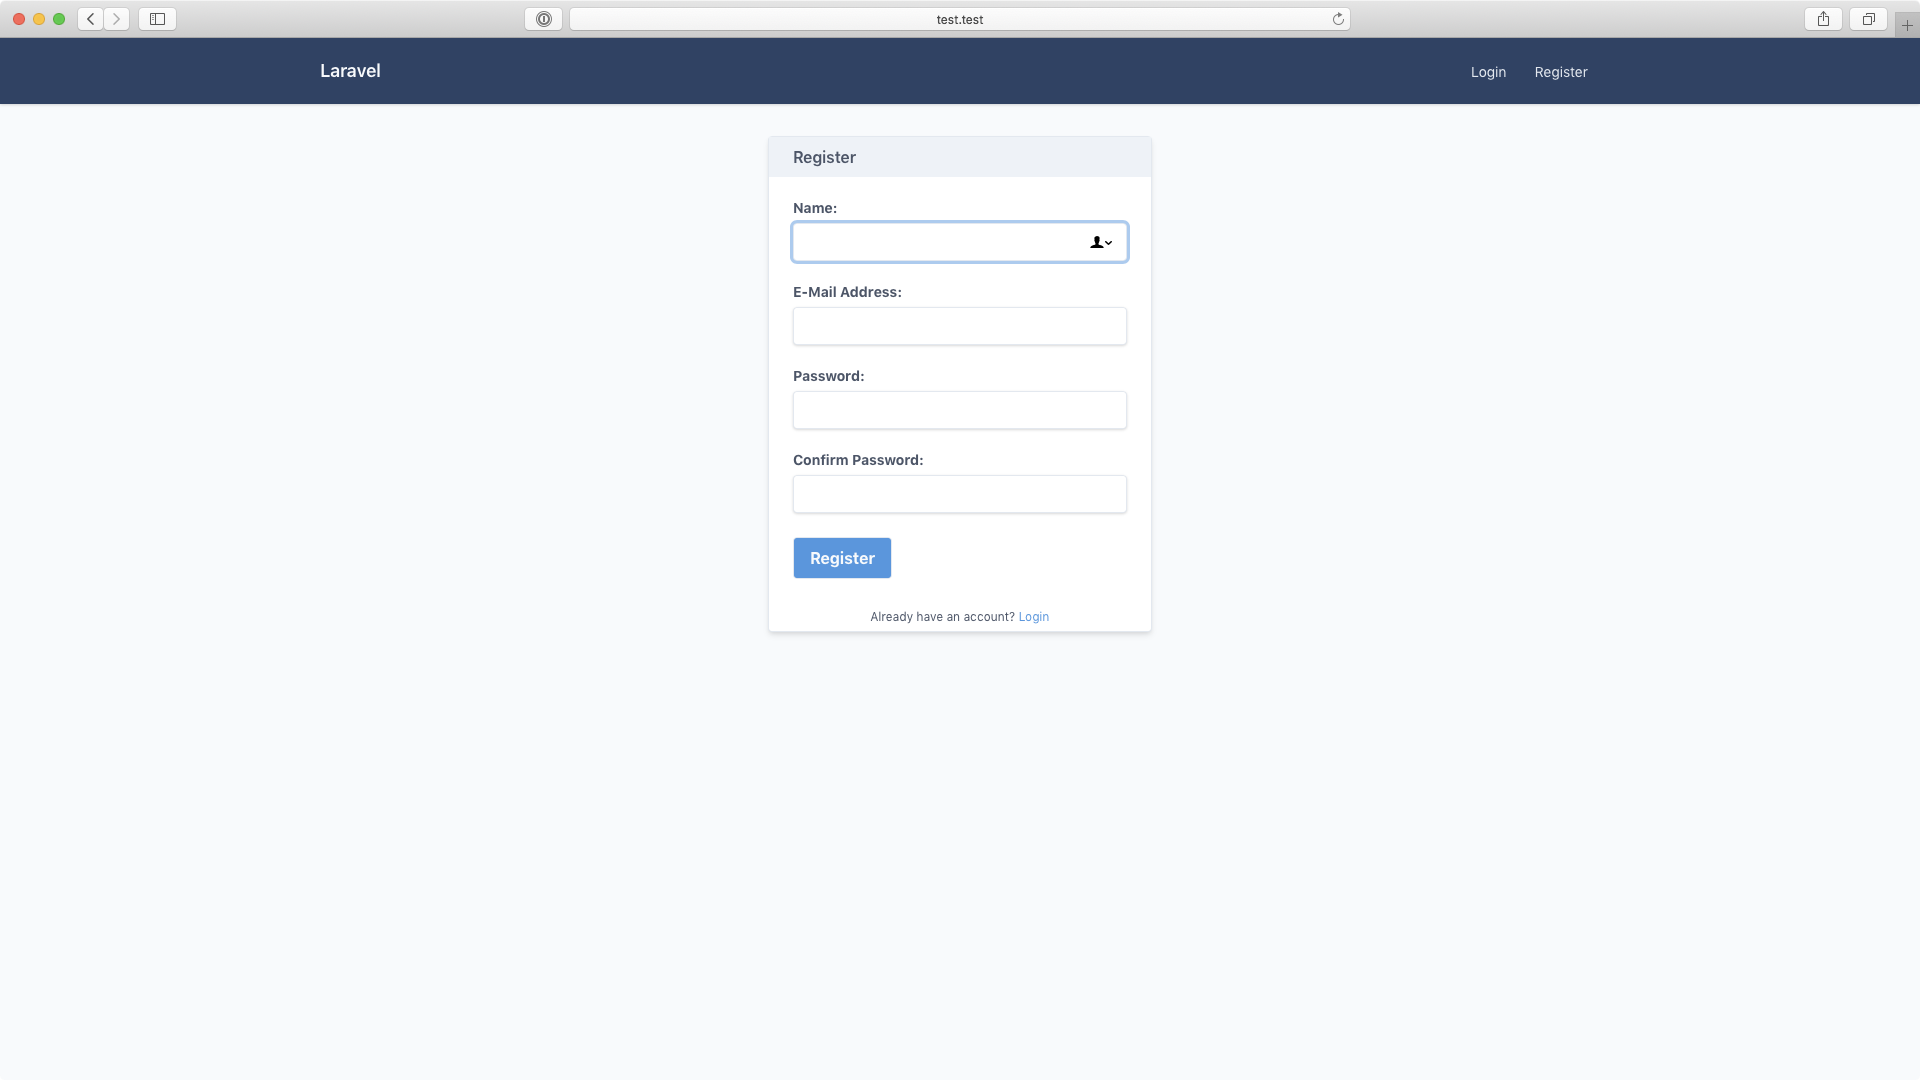 test.test
Laravel
Login Register
Register
Name:
E-Mail Address:
Password:
Confirm Password:
Register
Already have an account? Login